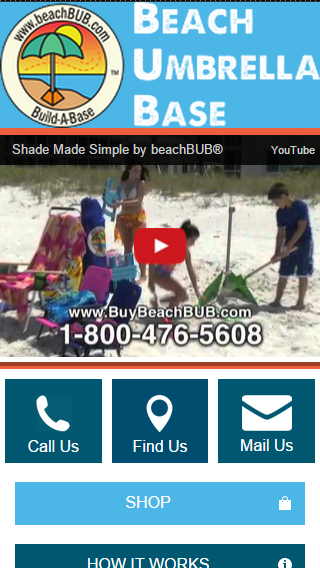 www.beachBUB.com
Build-A-Base
TM
BEACH
UMBRELLA
BASE
Shade Made Simple by beachBUB®
YouTube
www.BuyBeachBUB.com
1-800-476-5608
Call Us
Find Us
Mail Us
SHOP
HOW IT WORKS